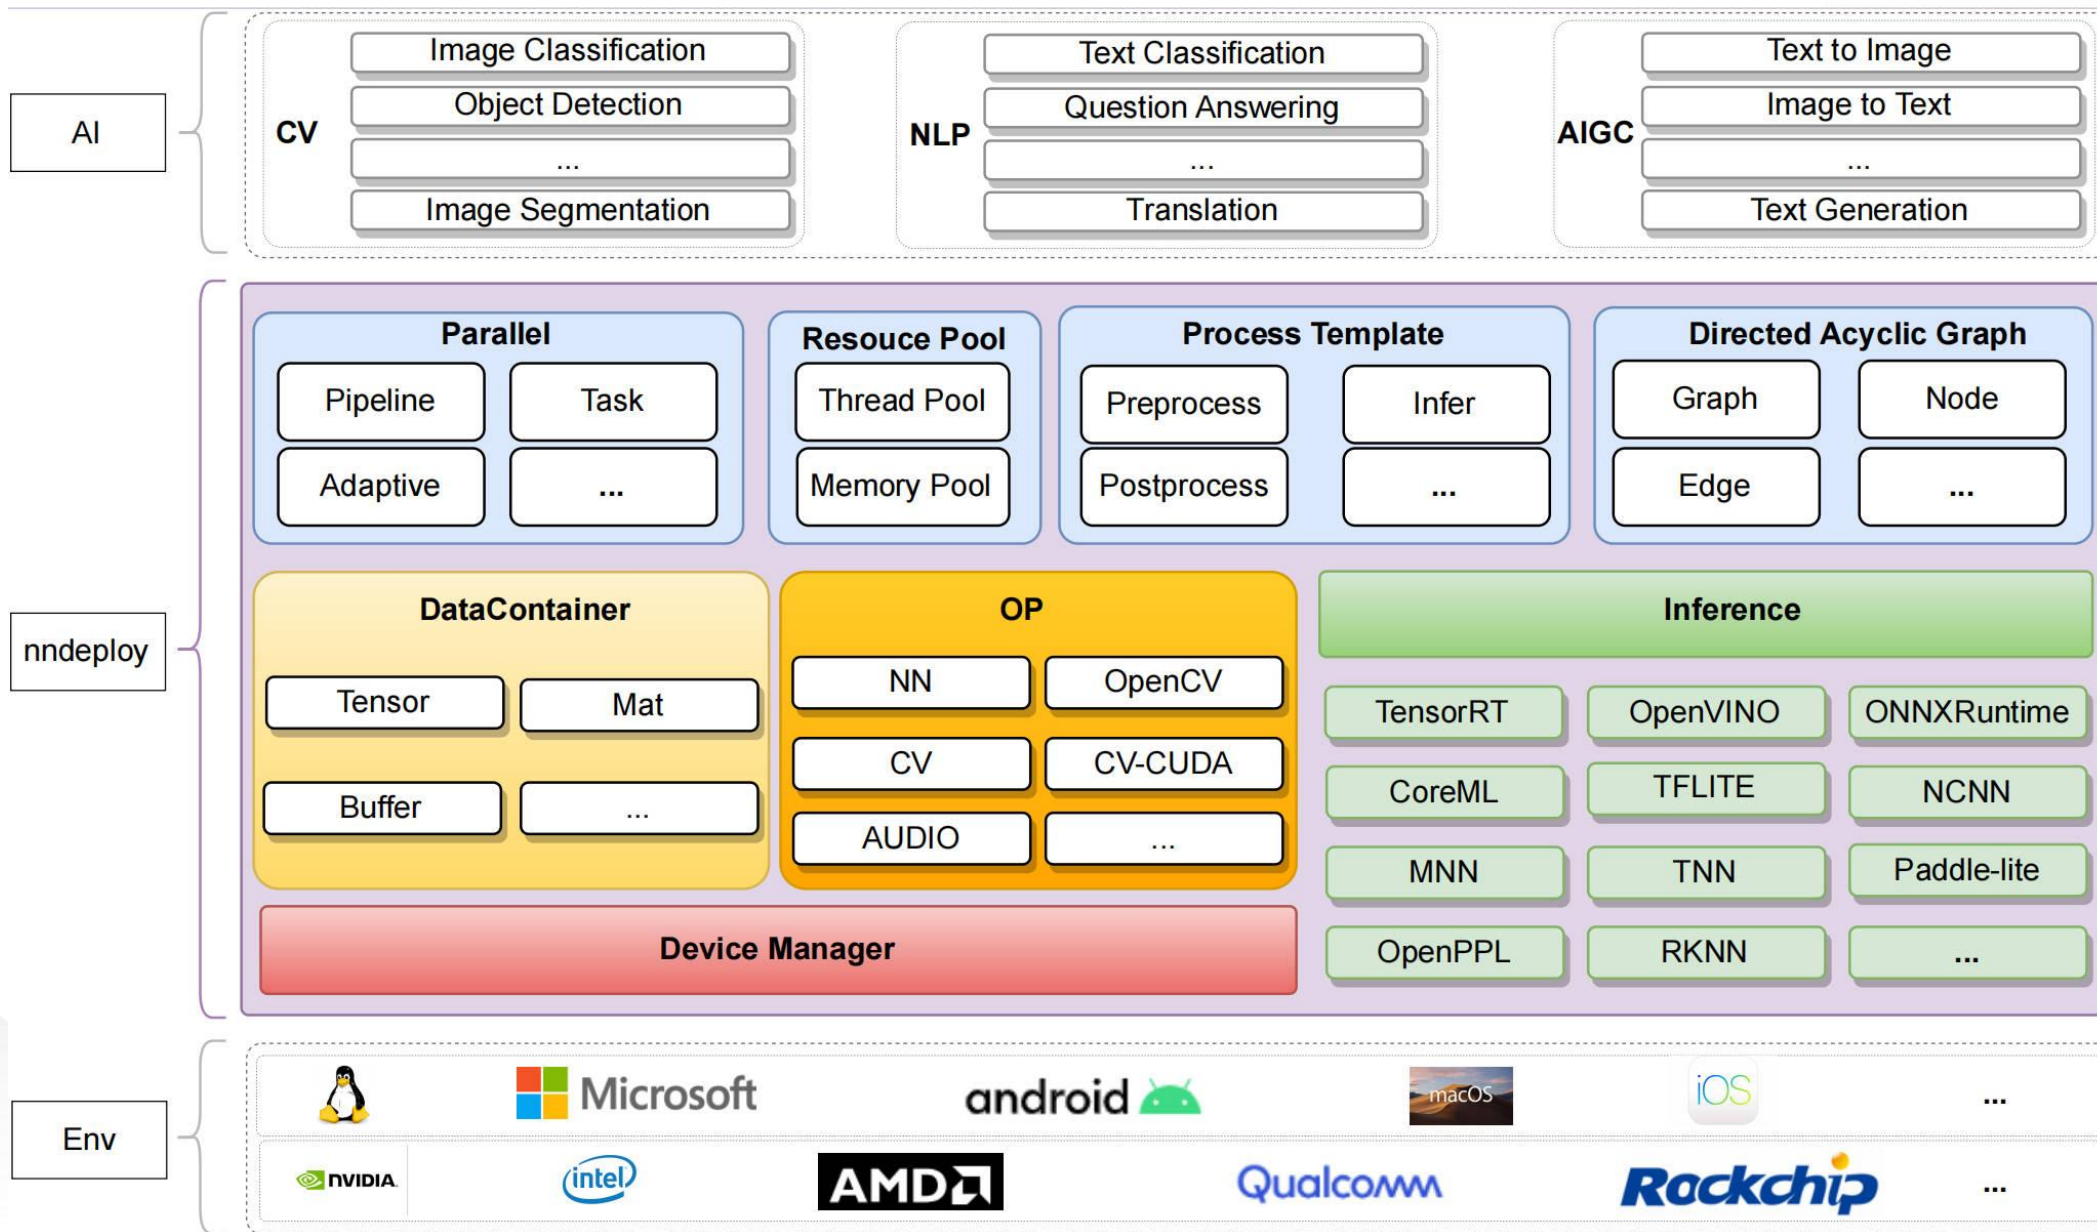 AI
CV
Image Classification
Object Detection
...
Image Segmentation
NLP
Text Classification
Question Answering
...
Translation
AIGC
Text to Image
Image to Text
...
Text Generation
nndeploy
Parallel
Pipeline
Task
Adaptive
...
Resouce Pool
Thread Pool
Memory Pool
Process Template
Preprocess
Infer
Postprocess
...
Directed Acyclic Graph
Graph
Node
Edge
...
DataContainer
Tensor
Mat
Buffer
...
OP
NN
OpenCV
CV
CV-CUDA
AUDIO
...
Inference
TensorRT
OpenVINO
ONNXRuntime
CoreML
TFLITE
NCNN
MNN
TNN
Paddle-lite
OpenPPL
RKNN
...
Device Manager
Env
Microsoft
android
macOS
iOS
...
NVIDIA.
intel
AMD
Qualcomm
Rockchip
...